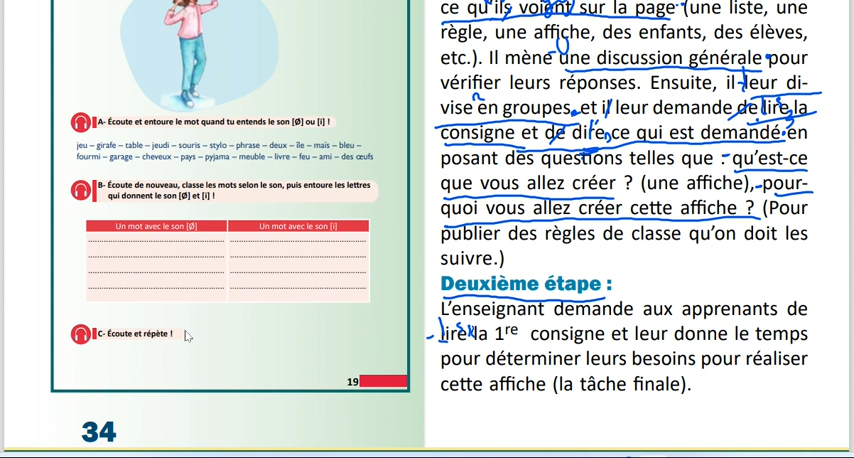 A- Écoute et entoure le mot quand tu entends le son [Ø] ou [i] !
jeu – girafe – table – jeudi – souris – stylo – phrase – deux – île – maïs – bleu –
fourmi – garage – cheveux – pays – pyjama – meuble – livre – feu – ami – des œufs
B- Écoute de nouveau, classe les mots selon le son, puis entoure les lettres
qui donnent le son [Ø] et [i] !
Un mot avec le son [Ø] Un mot avec le son [i]
C- Écoute et répète !
19
34
ce qu'ils voient sur la page (une liste, une
règle, une affiche, des enfants, des élèves,
etc.). Il mène une discussion générale pour
vérifier leurs réponses. Ensuite, il leur di-
vise en groupes et il leur demande de lire la
consigne et de dire ce qui est demandé en
posant des questions telles que : qu'est-ce
que vous allez créer ? (une affiche), pour-
quoi vous allez créer cette affiche ? (Pour
publier des règles de classe qu'on doit les
suivre.)
Deuxième étape :
L'enseignant demande aux apprenants de
lire la 1re consigne et leur donne le temps
pour déterminer leurs besoins pour réaliser
cette affiche (la tâche finale).